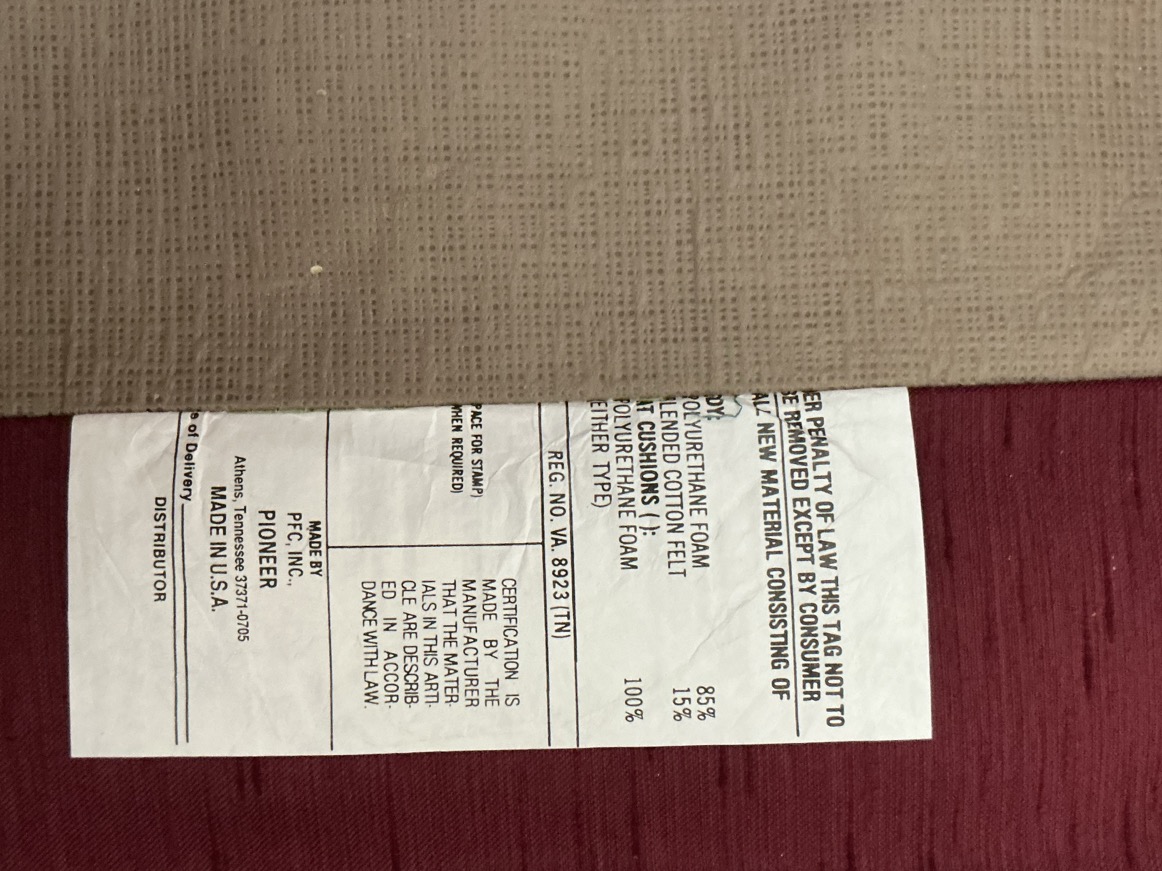 ER PENALTY OF LAW THIS TAG NOT TO
BE REMOVED EXCEPT BY CONSUMER
ALL NEW MATERIAL CONSISTING OF
DY:
POLYURETHANE FOAM 85%
LENDED COTTON FELT 15%
AT CUSHIONS ( ):
POLYURETHANE FOAM 100%
EITHER TYPE)
REG. NO. VA. 8923 (TN)
PACE FOR STAMP)
WHEN REQUIRED)
CERTIFICATION IS
MADE BY THE
MANUFACTURER
THAT THE MATER-
IALS IN THIS ARTI-
CLE ARE DESCRIB-
ED IN ACCOR-
DANCE WITH LAW.
MADE BY
PFC, INC.,
PIONEER
Athens, Tennessee 37371-0705
MADE IN U.S.A.
e of Delivery
DISTRIBUTOR